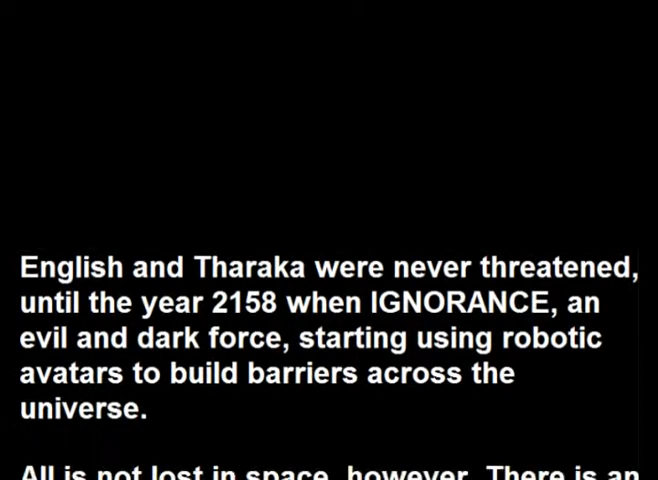 English and Tharaka were never threatened,
until the year 2158 when IGNORANCE, an
evil and dark force, starting using robotic
avatars to build barriers across the
universe.
All is not lost in space, however. There is an